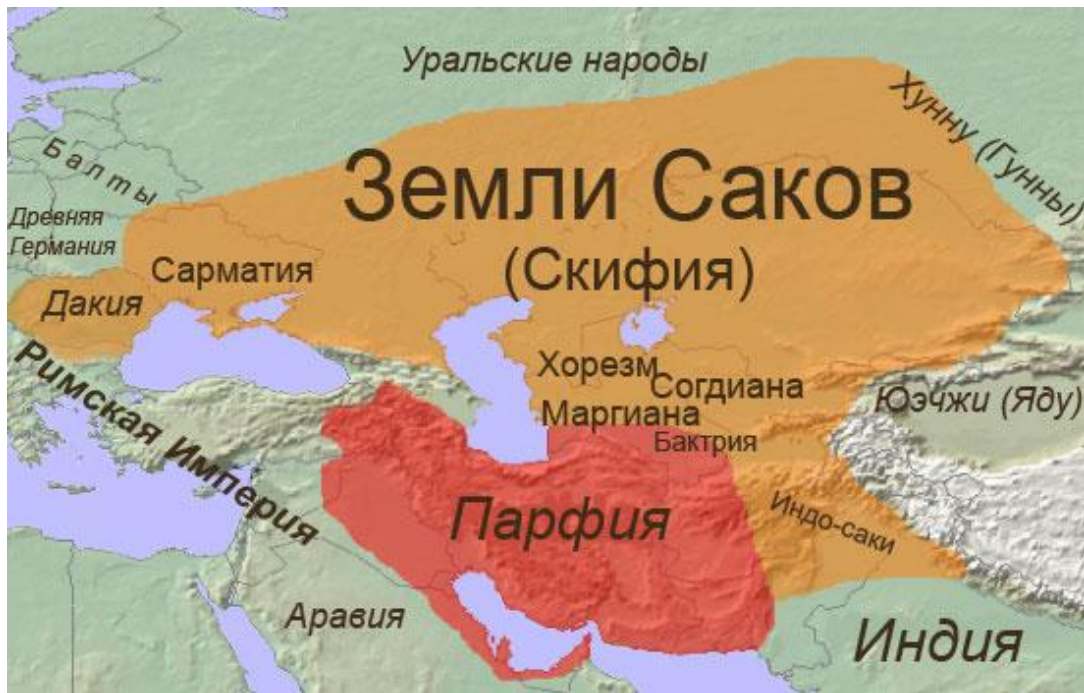 Уральские народы
Хунну (Гунны)
Балты
Земли Саков
Древняя
Германия
(Скифия)
Сарматия
Дакия
Римская Империя
Хорезм
Согдиана
Маргиана
Юэчжи (Яду)
Бактрия
Парфия
Индо-саки
Аравия
Индия